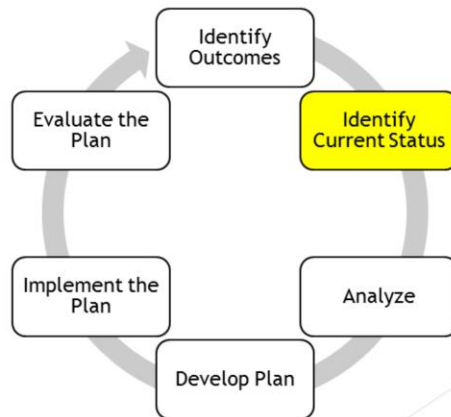 Identify
Outcomes
Identify
Current Status
Analyze
Develop Plan
Implement the
Plan
Evaluate the
Plan